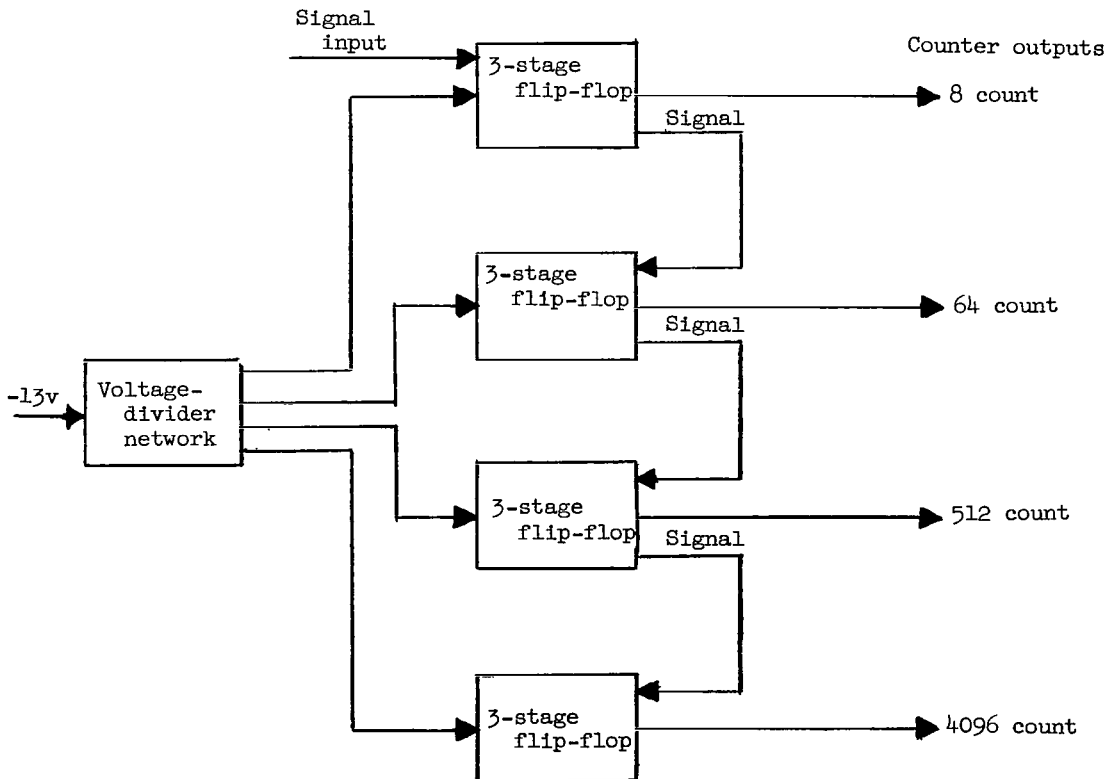 Signal
input
Counter outputs
3-stage
flip-flop
8 count
Signal
3-stage
flip-flop
64 count
Signal
-13v
Voltage-
divider
network
3-stage
flip-flop
512 count
Signal
3-stage
flip-flop
4096 count